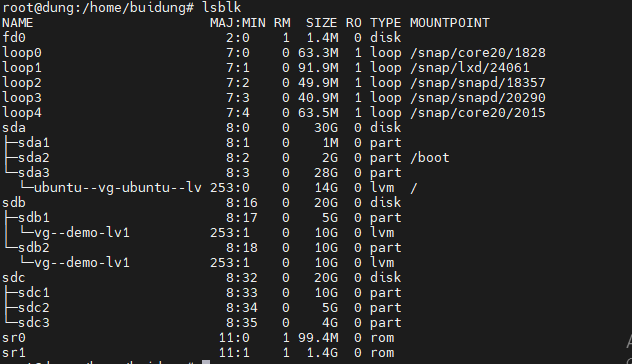 root@dung:/home/buidung# lsblk
NAME                      MAJ:MIN RM  SIZE RO TYPE MOUNTPOINT
fd0                         2:0    1  1.4M  0 disk
loop0                       7:0    0 63.3M  1 loop /snap/core20/1828
loop1                       7:1    0 91.9M  1 loop /snap/lxd/24061
loop2                       7:2    0 49.9M  1 loop /snap/snapd/18357
loop3                       7:3    0 40.9M  1 loop /snap/snapd/20290
loop4                       7:4    0 63.5M  1 loop /snap/core20/2015
sda                         8:0    0   30G  0 disk
├─sda1                      8:1    0    1M  0 part
├─sda2                      8:2    0    2G  0 part /boot
└─sda3                      8:3    0   28G  0 part
  └─ubuntu--vg-ubuntu--lv 253:0    0   14G  0 lvm  /
sdb                         8:16   0   20G  0 disk
├─sdb1                      8:17   0    5G  0 part
│ └─vg--demo-lv1          253:1    0   10G  0 lvm
└─sdb2                      8:18   0   10G  0 part
  └─vg--demo-lv1          253:1    0   10G  0 lvm
sdc                         8:32   0   20G  0 disk
├─sdc1                      8:33   0   10G  0 part
├─sdc2                      8:34   0    5G  0 part
└─sdc3                      8:35   0    4G  0 part
sr0                        11:0    1 99.4M  0 rom
sr1                        11:1    1  1.4G  0 rom
root@dung:/home/buidung#